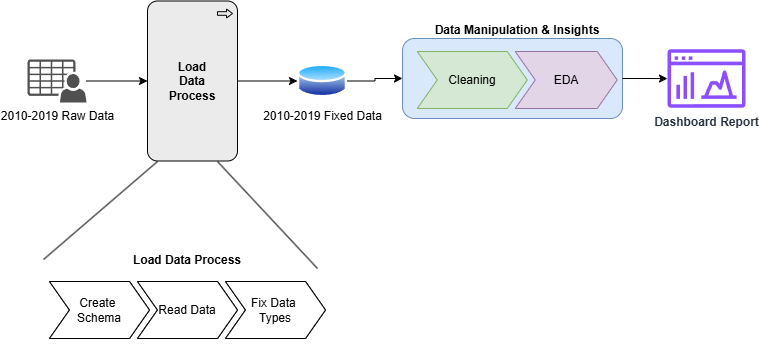 Data Manipulation & Insights
Load
Data
Process
Cleaning
EDA
2010-2019 Raw Data
2010-2019 Fixed Data
Dashboard Report
Load Data Process
Create
Schema
Read Data
Fix Data
Types